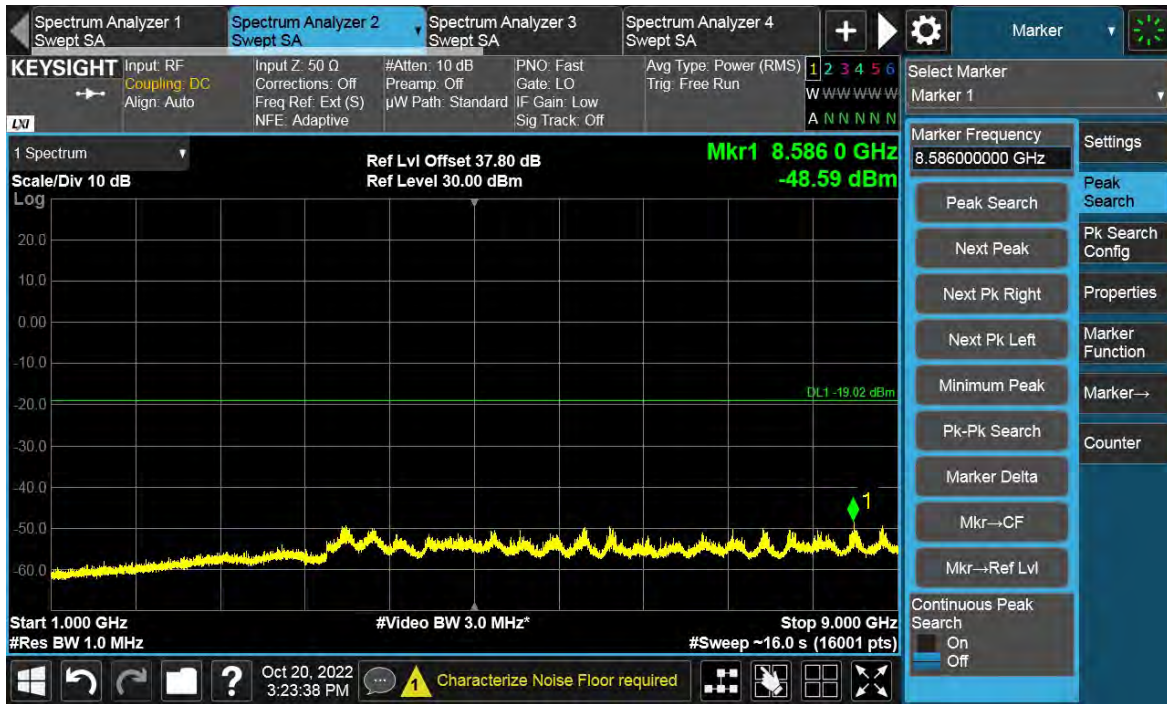 Spectrum Analyzer 1
Swept SA
Spectrum Analyzer 2
Swept SA
Spectrum Analyzer 3
Swept SA
Spectrum Analyzer 4
Swept SA
+
Marker
KEYSIGHT
LXI
Input: RF
Coupling: DC
Align: Auto
Input Z: 50 Ω
Corrections: Off
Freq Ref: Ext (S)
NFE: Adaptive
#Atten: 10 dB
Preamp: Off
µW Path: Standard
PNO: Fast
Gate: LO
IF Gain: Low
Sig Track: Off
Avg Type: Power (RMS)
Trig: Free Run
1 2 3 4 5 6
W W W W W W
A N N N N N
Select Marker
Marker 1
1 Spectrum
Scale/Div 10 dB
Log
Ref Lvl Offset 37.80 dB
Ref Level 30.00 dBm
Mkr1 8.586 0 GHz
-48.59 dBm
20.0
10.0
0.00
-10.0
-20.0
-30.0
-40.0
-50.0
-60.0
DL1 -19.02 dBm
1
Start 1.000 GHz
#Res BW 1.0 MHz
#Video BW 3.0 MHz*
Stop 9.000 GHz
#Sweep ~16.0 s (16001 pts)
Marker Frequency
8.586000000 GHz
Peak Search
Next Peak
Next Pk Right
Next Pk Left
Minimum Peak
Pk-Pk Search
Marker Delta
Mkr→CF
Mkr→Ref Lvl
Continuous Peak
Search
On
Off
Settings
Peak
Search
Pk Search
Config
Properties
Marker
Function
Marker→
Counter
?
Oct 20, 2022
3:23:38 PM
1
Characterize Noise Floor required